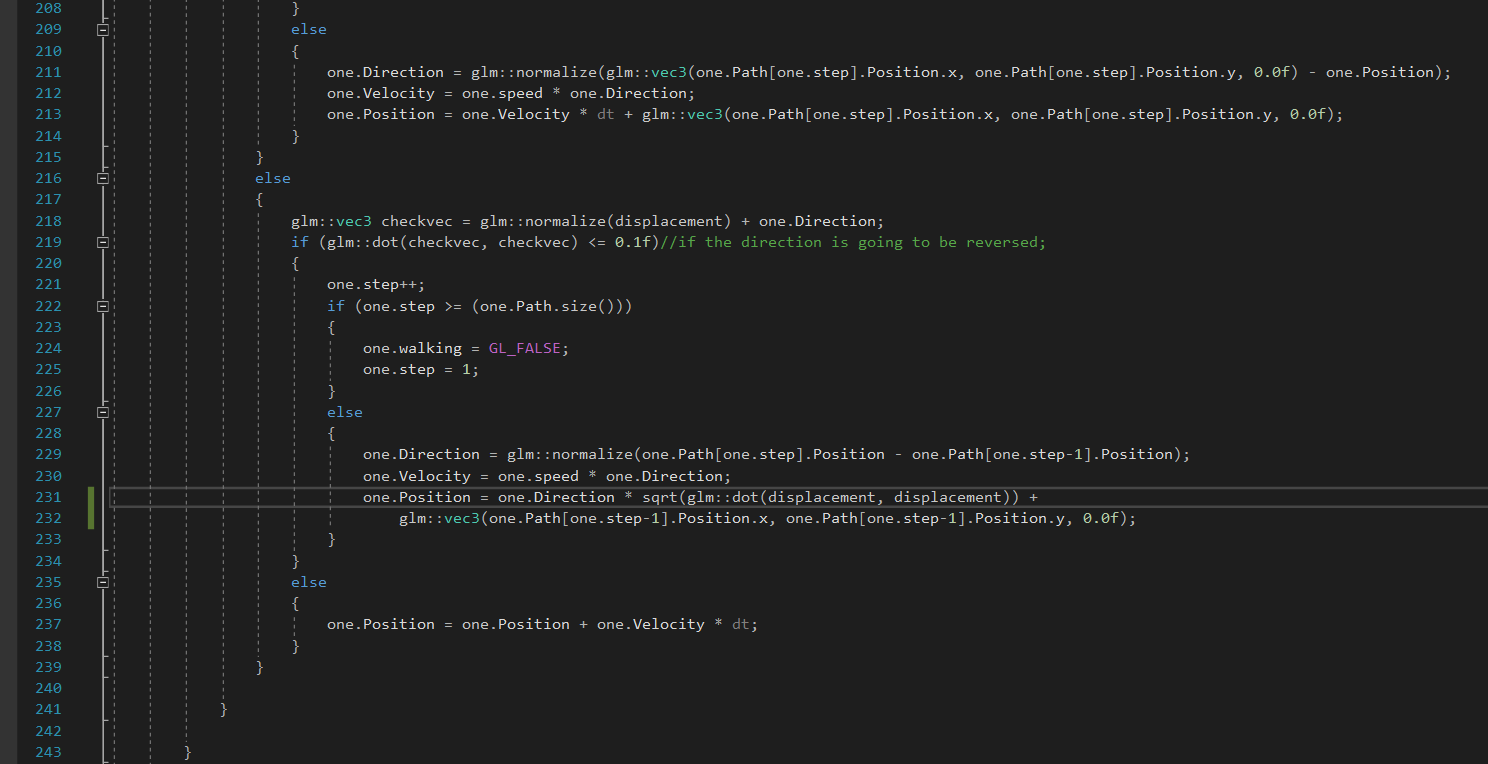 208 }
209 else
210 {
211 one.Direction = glm::normalize(glm::vec3(one.Path[one.step].Position.x, one.Path[one.step].Position.y, 0.0f) - one.Position);
212 one.Velocity = one.speed * one.Direction;
213 one.Position = one.Velocity * dt + glm::vec3(one.Path[one.step].Position.x, one.Path[one.step].Position.y, 0.0f);
214 }
215 }
216 else
217 {
218 glm::vec3 checkvec = glm::normalize(displacement) + one.Direction;
219 if (glm::dot(checkvec, checkvec) <= 0.1f)//if the direction is going to be reversed;
220 {
221 one.step++;
222 if (one.step >= (one.Path.size()))
223 {
224 one.walking = GL_FALSE;
225 one.step = 1;
226 }
227 else
228 {
229 one.Direction = glm::normalize(one.Path[one.step].Position - one.Path[one.step-1].Position);
230 one.Velocity = one.speed * one.Direction;
231 one.Position = one.Direction * sqrt(glm::dot(displacement, displacement)) +
232 glm::vec3(one.Path[one.step-1].Position.x, one.Path[one.step-1].Position.y, 0.0f);
233 }
234 }
235 else
236 {
237 one.Position = one.Position + one.Velocity * dt;
238 }
239 }
240
241 }
242
243 }